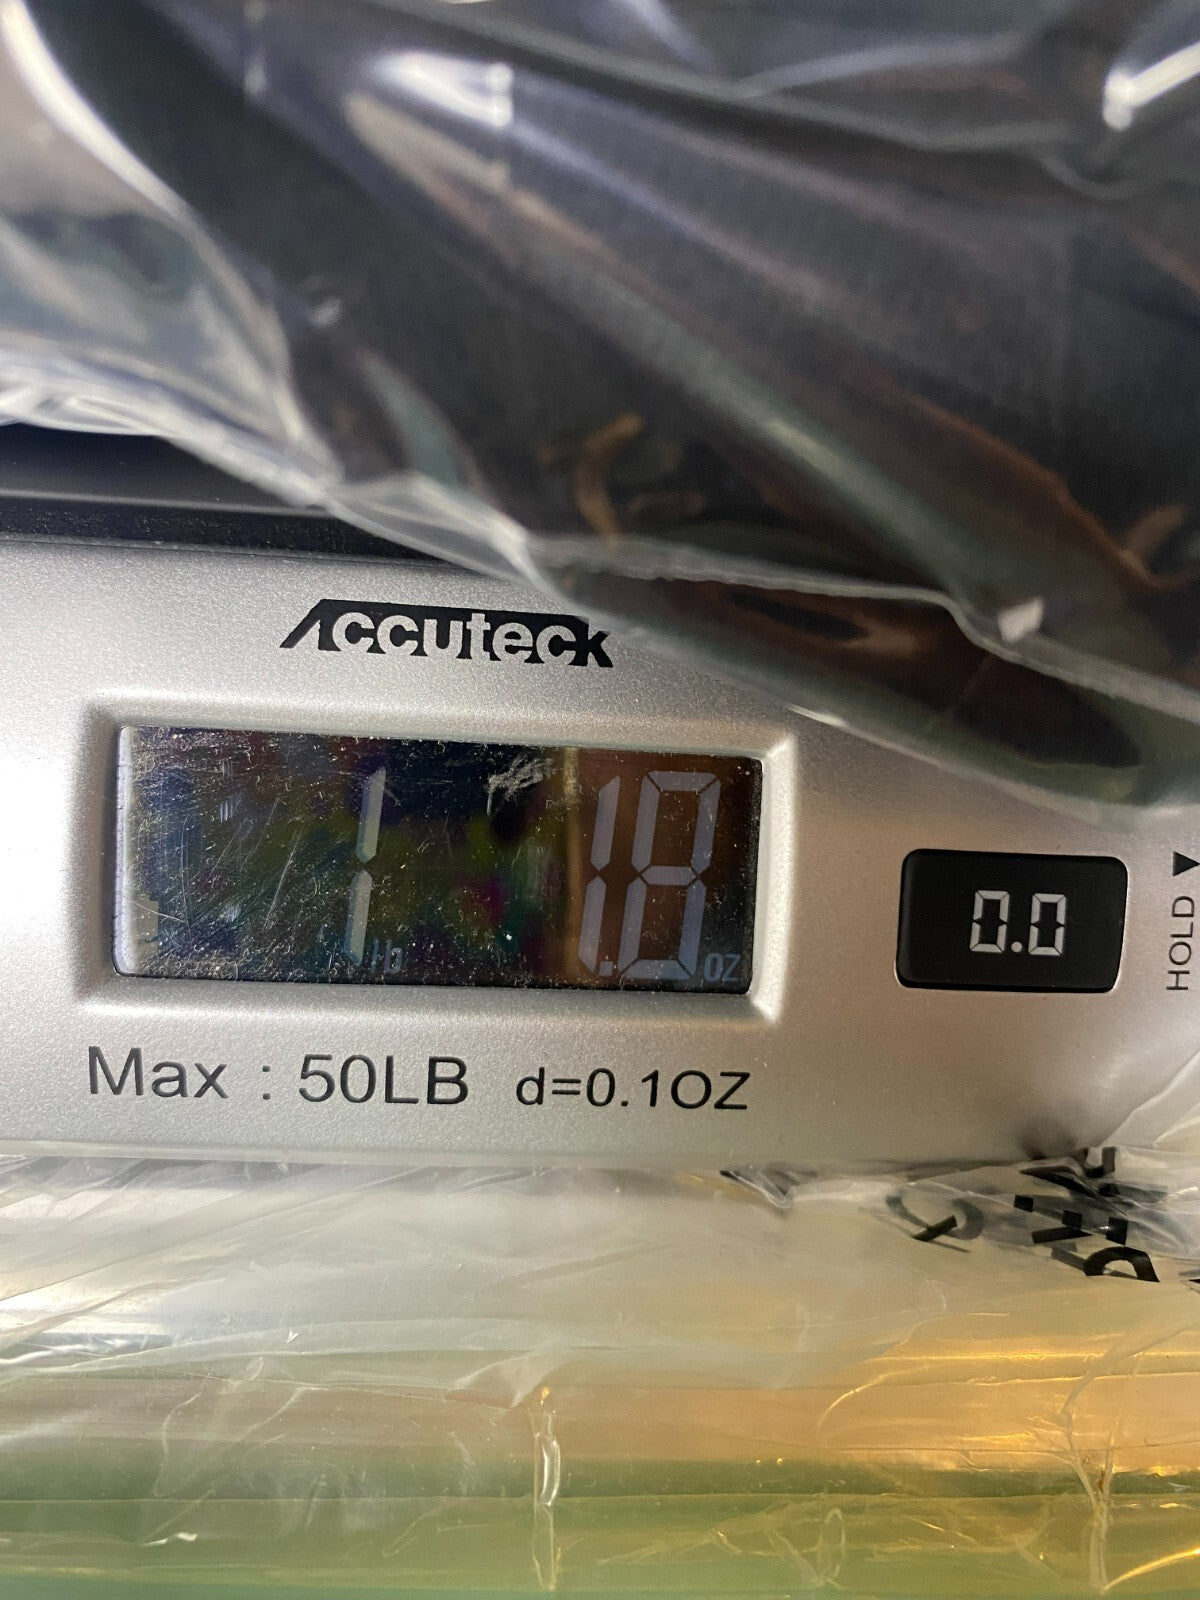 Accuteck
1 lb 1.8 oz
0.0
HOLD ▼
Max : 50LB d=0.1OZ